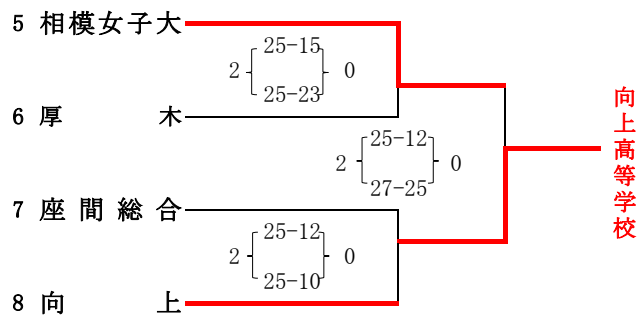 5 相模女子大
25-15
2 0
25-23
6 厚 木
25-12
2 0
27-25
向上高等学校
7 座間総合
25-12
2 0
25-10
8 向 上